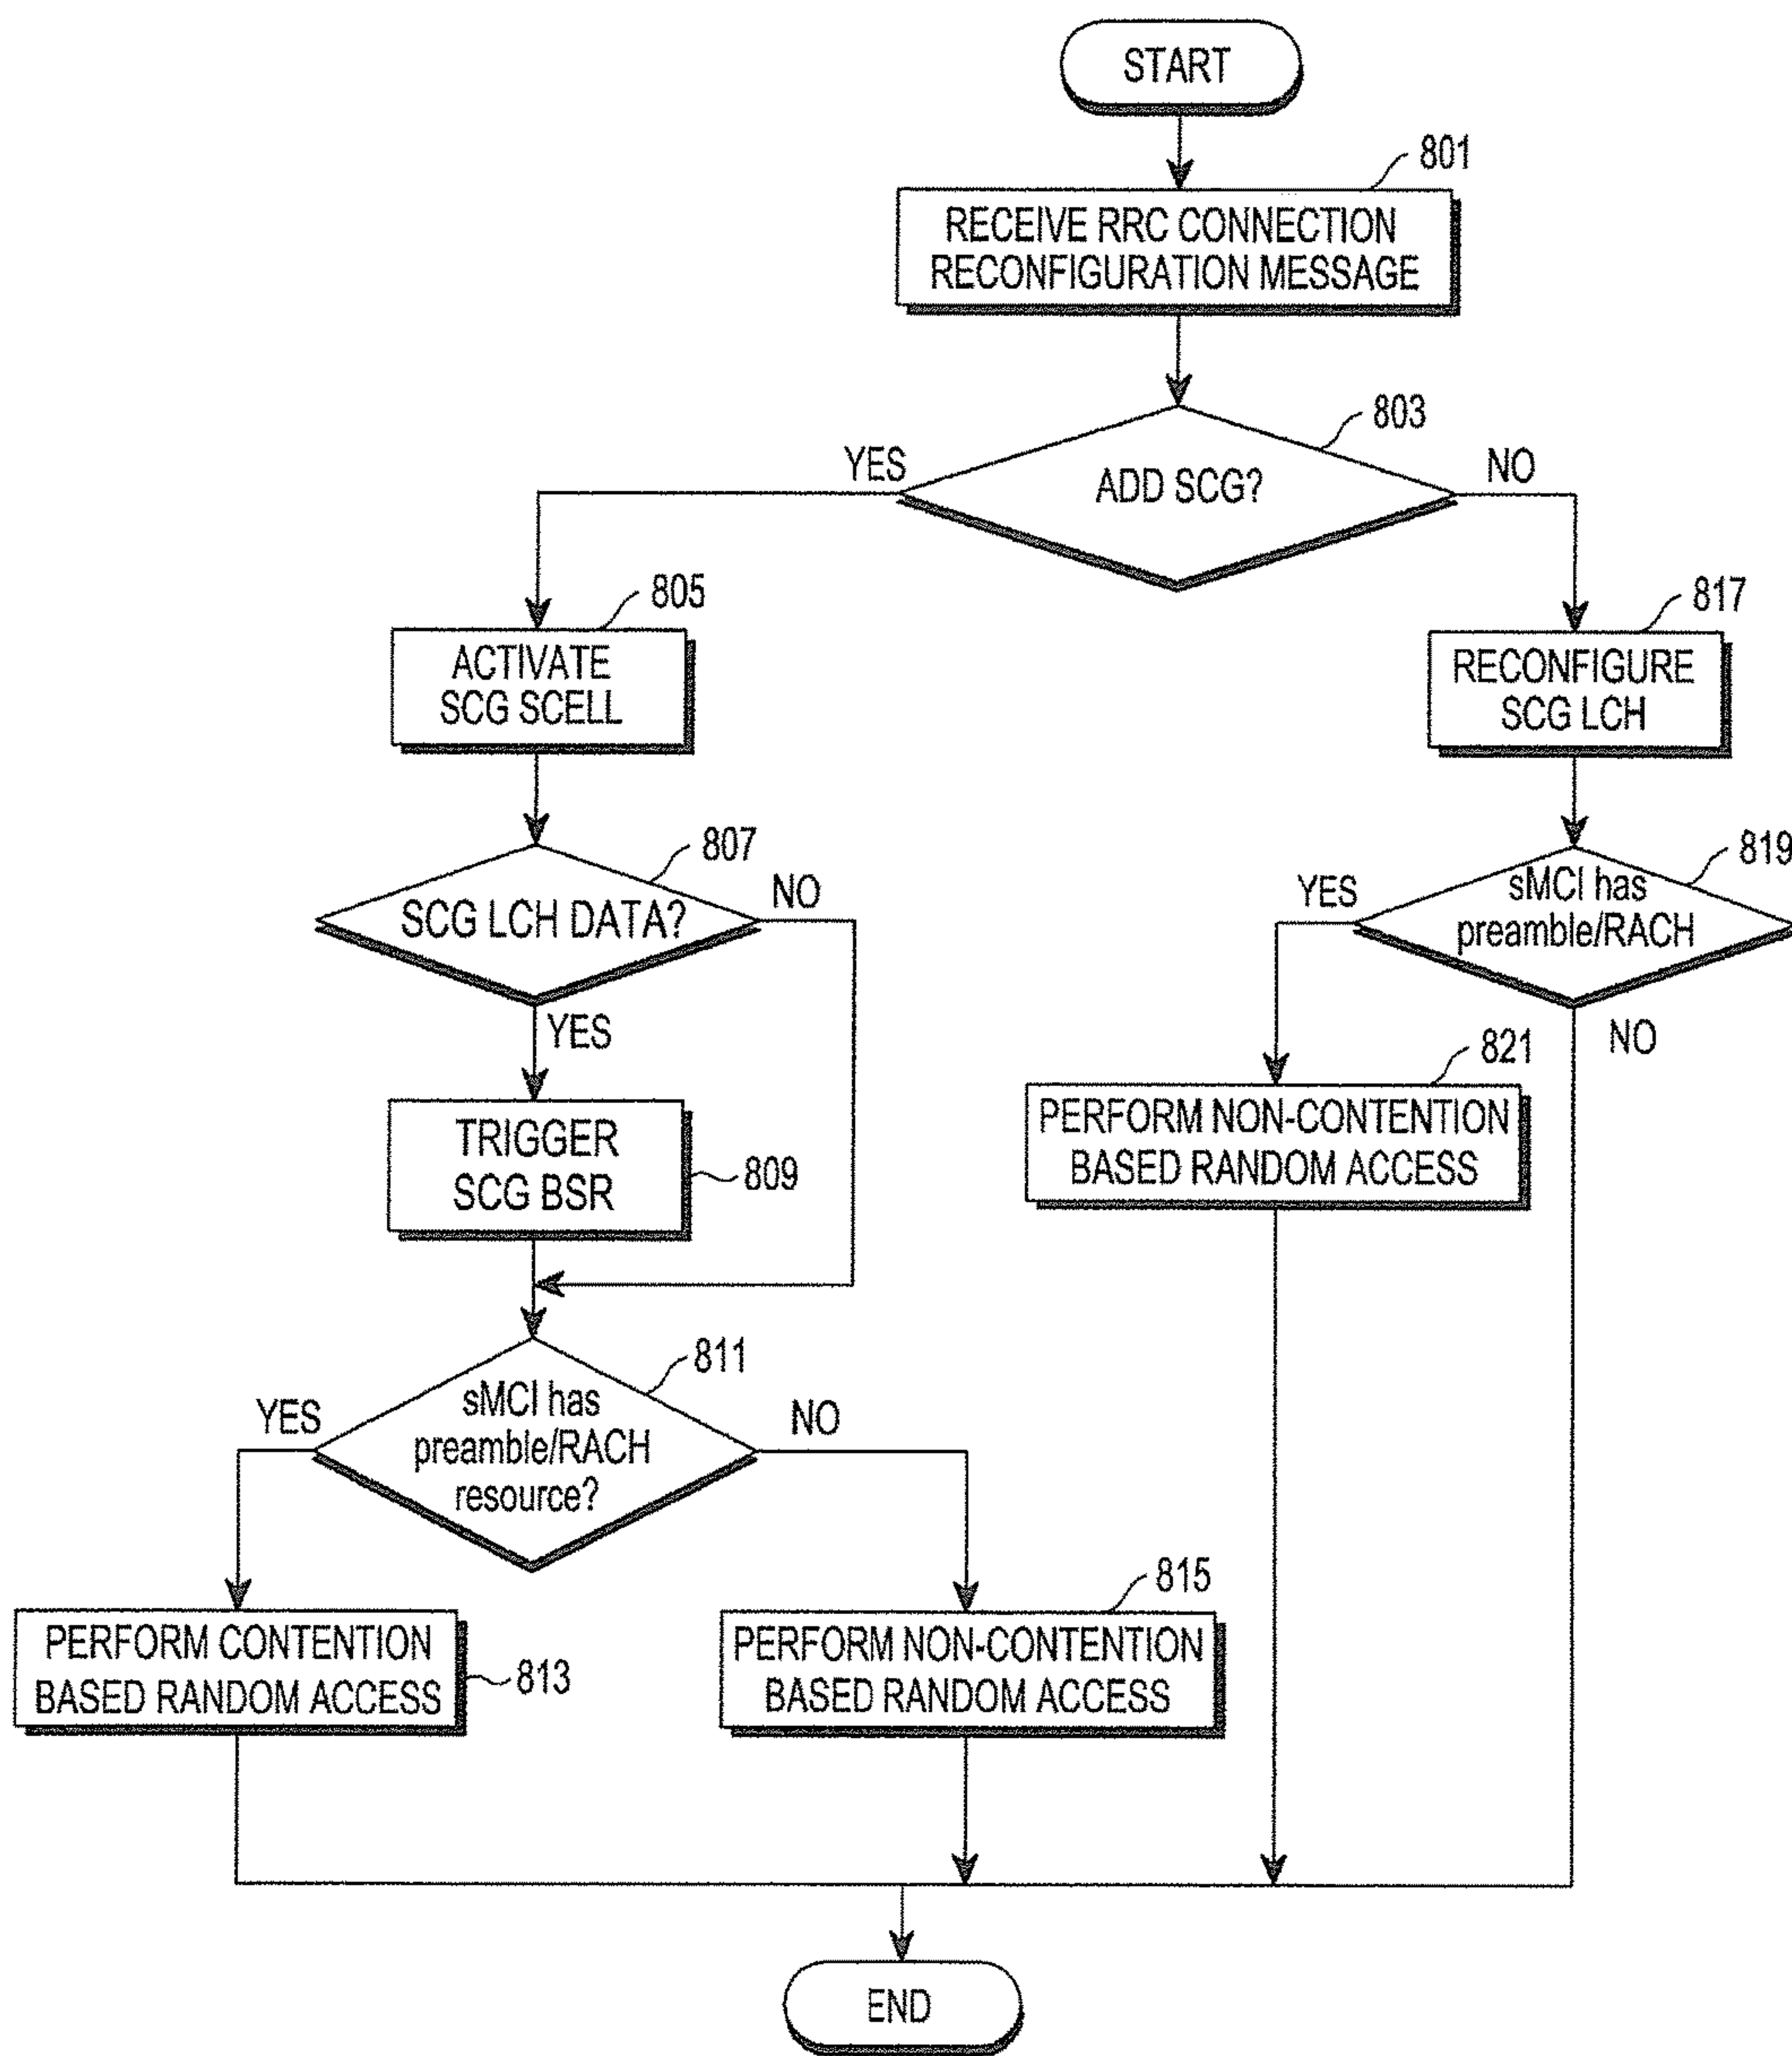 START
801
RECEIVE RRC CONNECTION
RECONFIGURATION MESSAGE
803
YES
ADD SCG?
NO
805
ACTIVATE
SCG SCELL
817
RECONFIGURE
SCG LCH
807
SCG LCH DATA?
NO
YES
819
YES
sMCI has
preamble/RACH
NO
TRIGGER
SCG BSR
809
821
PERFORM NON-CONTENTION
BASED RANDOM ACCESS
811
YES
sMCI has
preamble/RACH
resource?
NO
PERFORM CONTENTION
BASED RANDOM ACCESS
813
815
PERFORM NON-CONTENTION
BASED RANDOM ACCESS
END